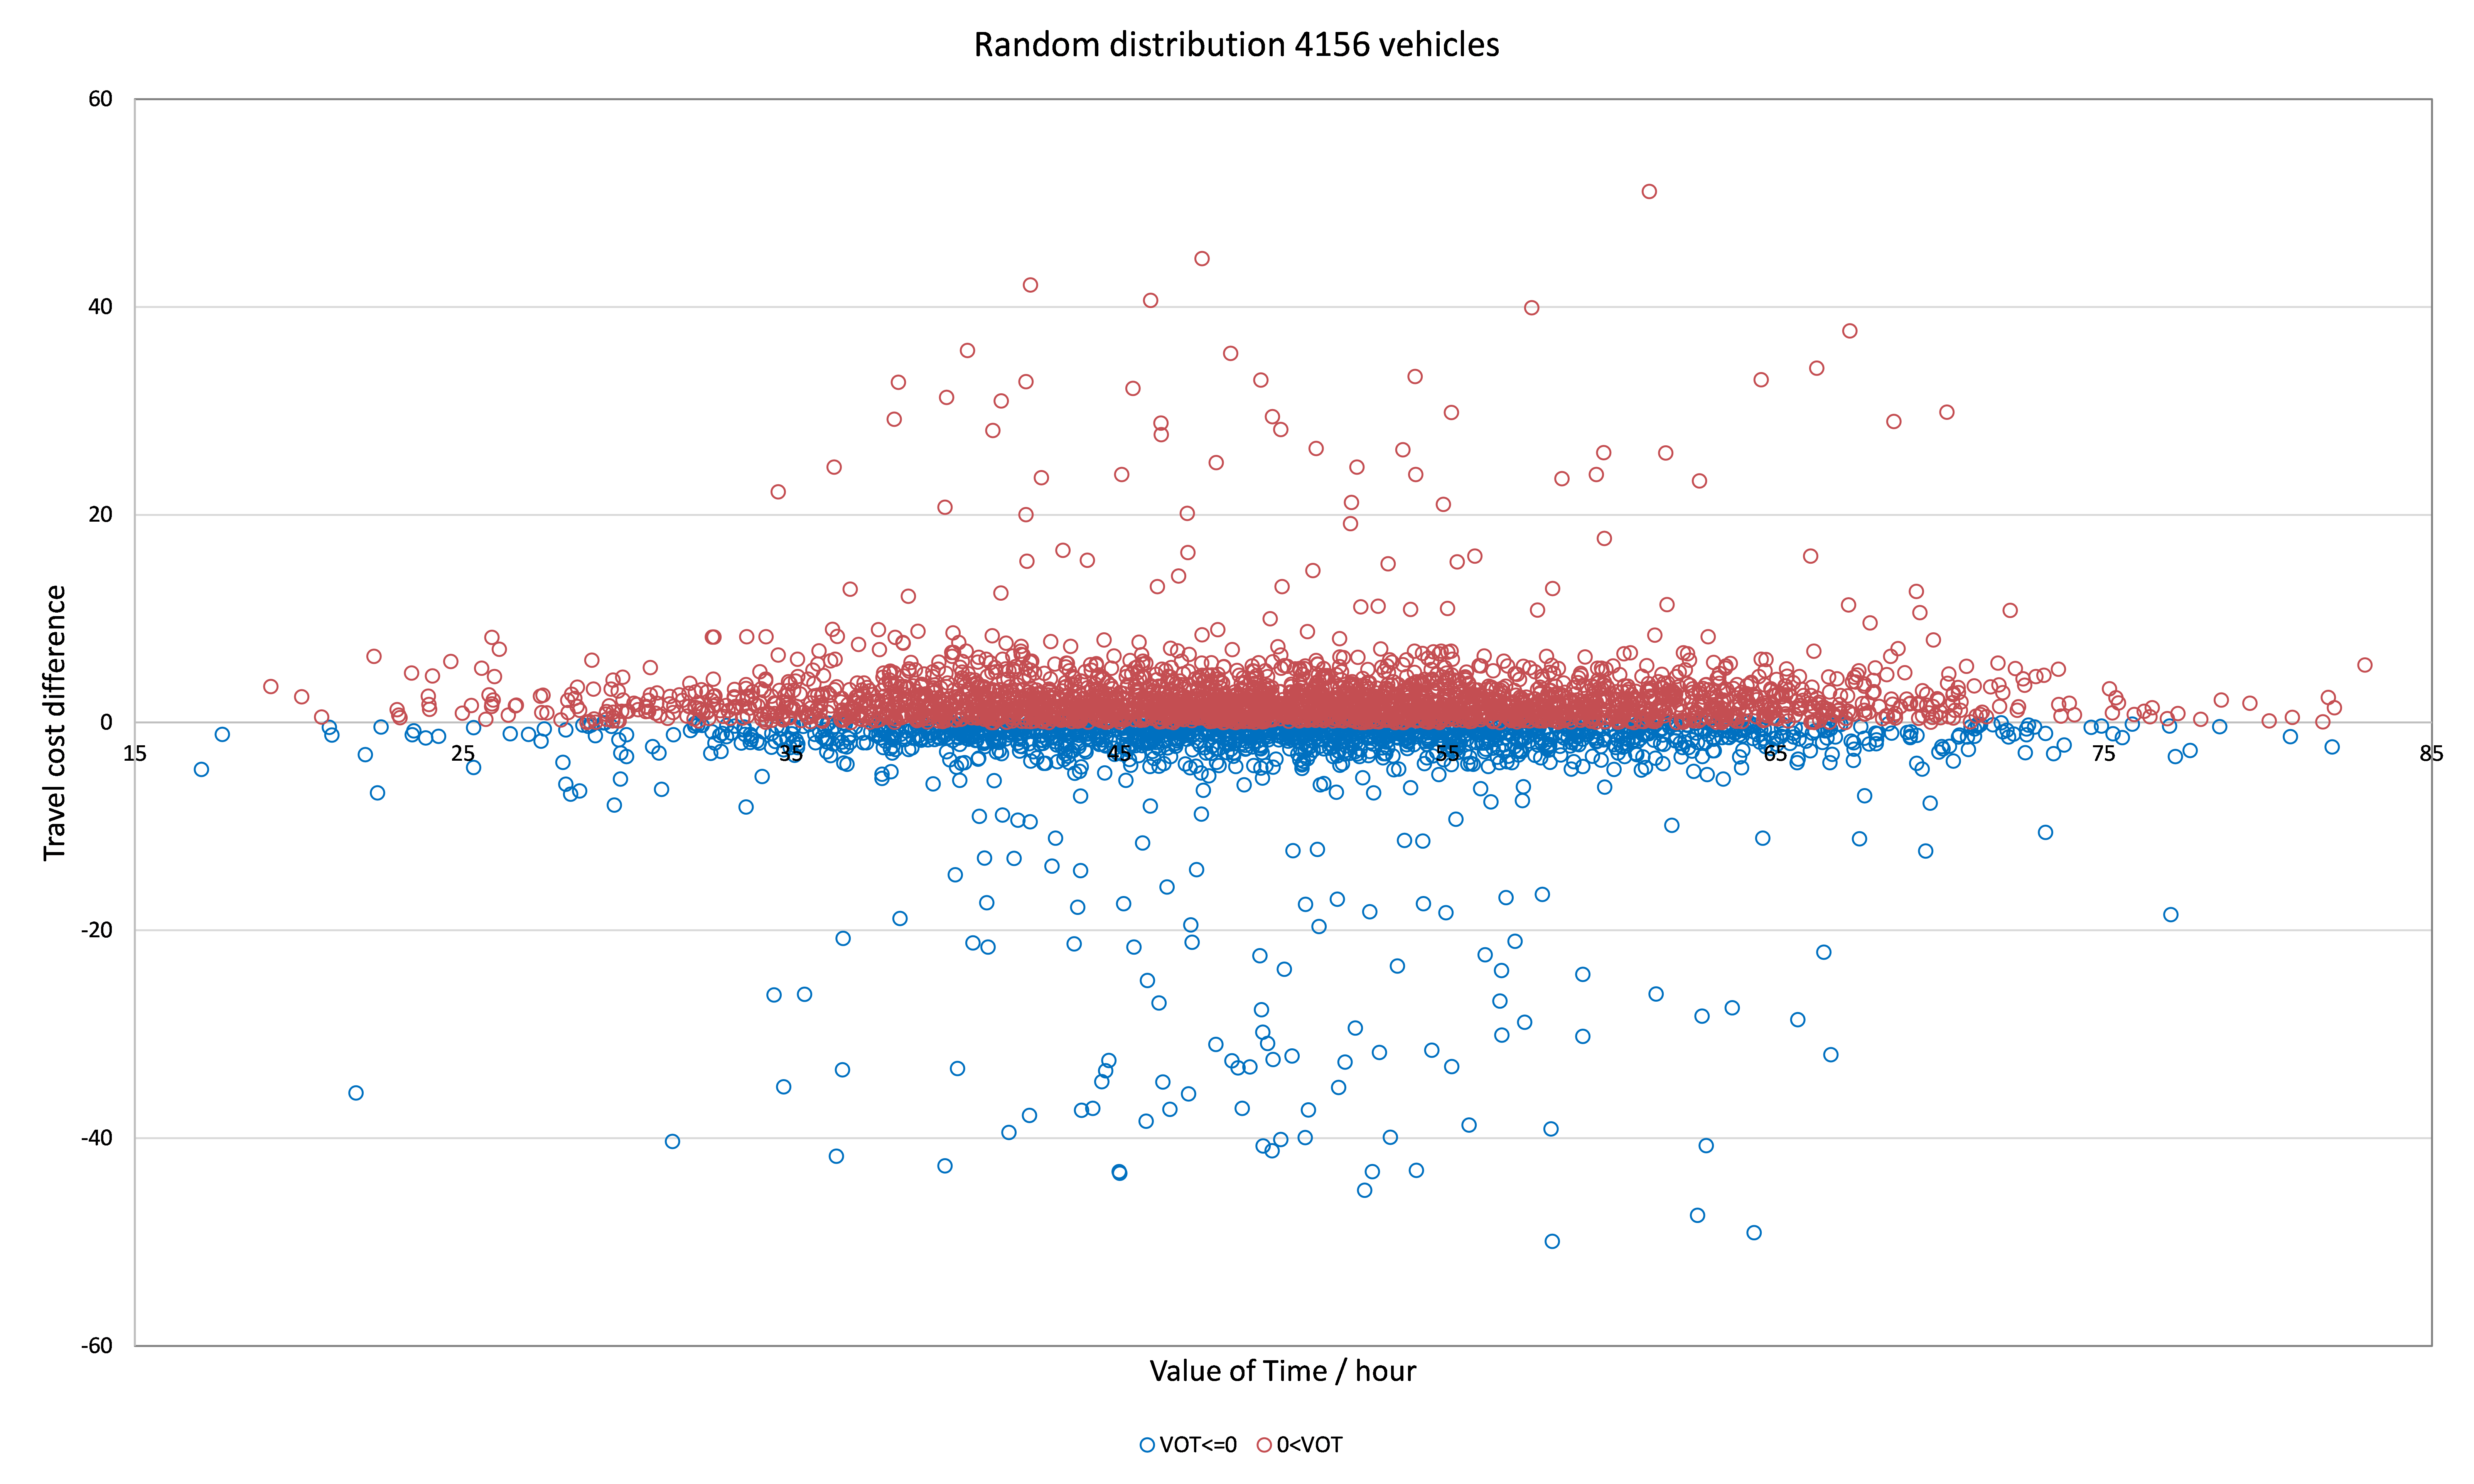 Random distribution 4156 vehicles
60
40
20
0
-20
-40
-60
15 25 35 45 55 65 75 85
Travel cost difference
Value of Time / hour
VOT<=0 0<VOT